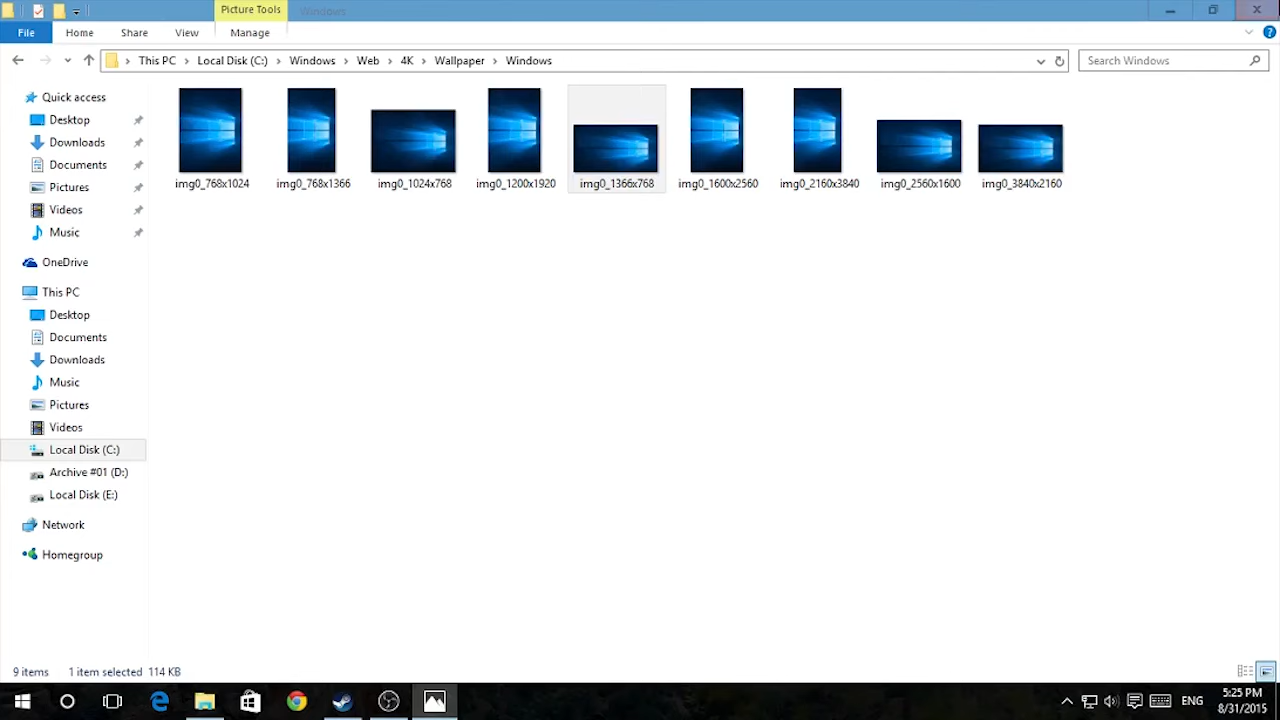 Picture Tools
Windows
File
Home
Share
View
Manage
This PC
Local Disk (C:)
Windows
Web
4K
Wallpaper
Windows
Search Windows
Quick access
Desktop
Downloads
Documents
Pictures
Videos
Music
OneDrive
This PC
Desktop
Documents
Downloads
Music
Pictures
Videos
Local Disk (C:)
Archive #01 (D:)
Local Disk (E:)
Network
Homegroup
img0_768x1024
img0_768x1366
img0_1024x768
img0_1200x1920
img0_1366x768
img0_1600x2560
img0_2160x3840
img0_2560x1600
img0_3840x2160
9 items
1 item selected 114 KB
ENG
5:25 PM
8/31/2015